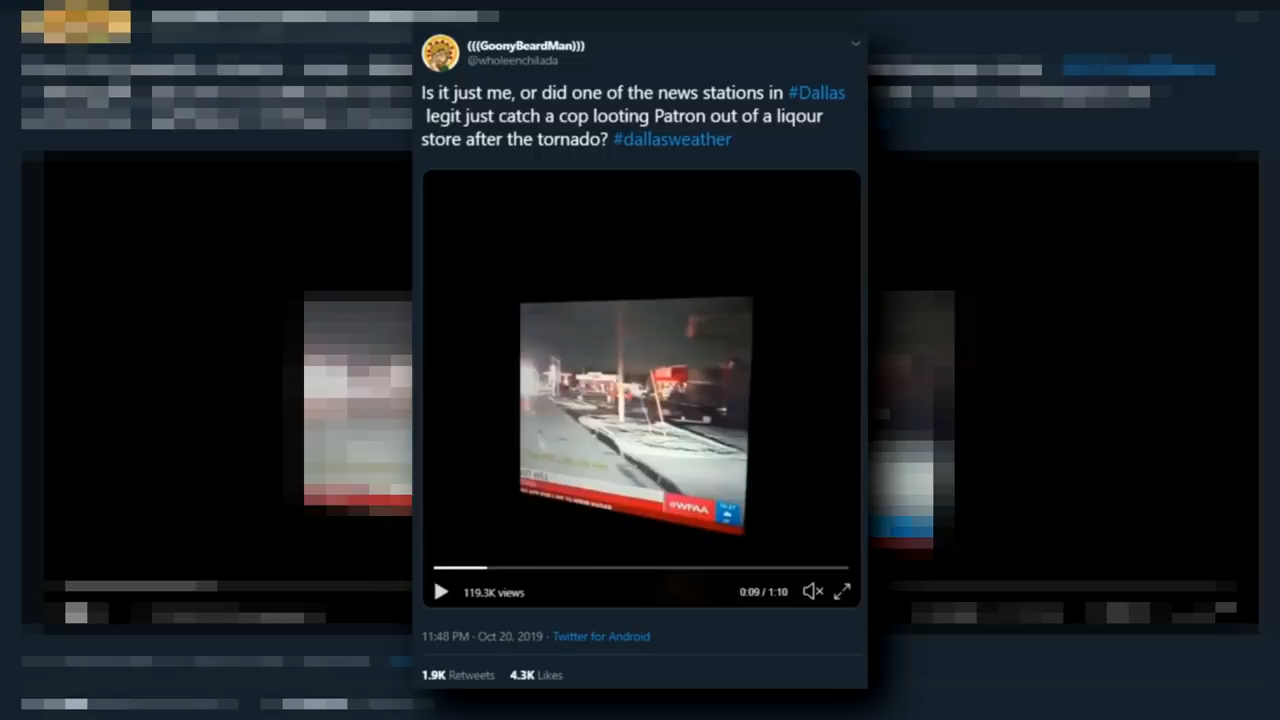 (((GoonyBeardMan)))
@wholeenchilada
Is it just me, or did one of the news stations in #Dallas
legit just catch a cop looting Patron out of a liqour
store after the tornado? #dallasweather
WFAA
119.3K views
0:09 / 1:10
11:48 PM · Oct 20, 2019 · Twitter for Android
1.9K Retweets 4.3K Likes